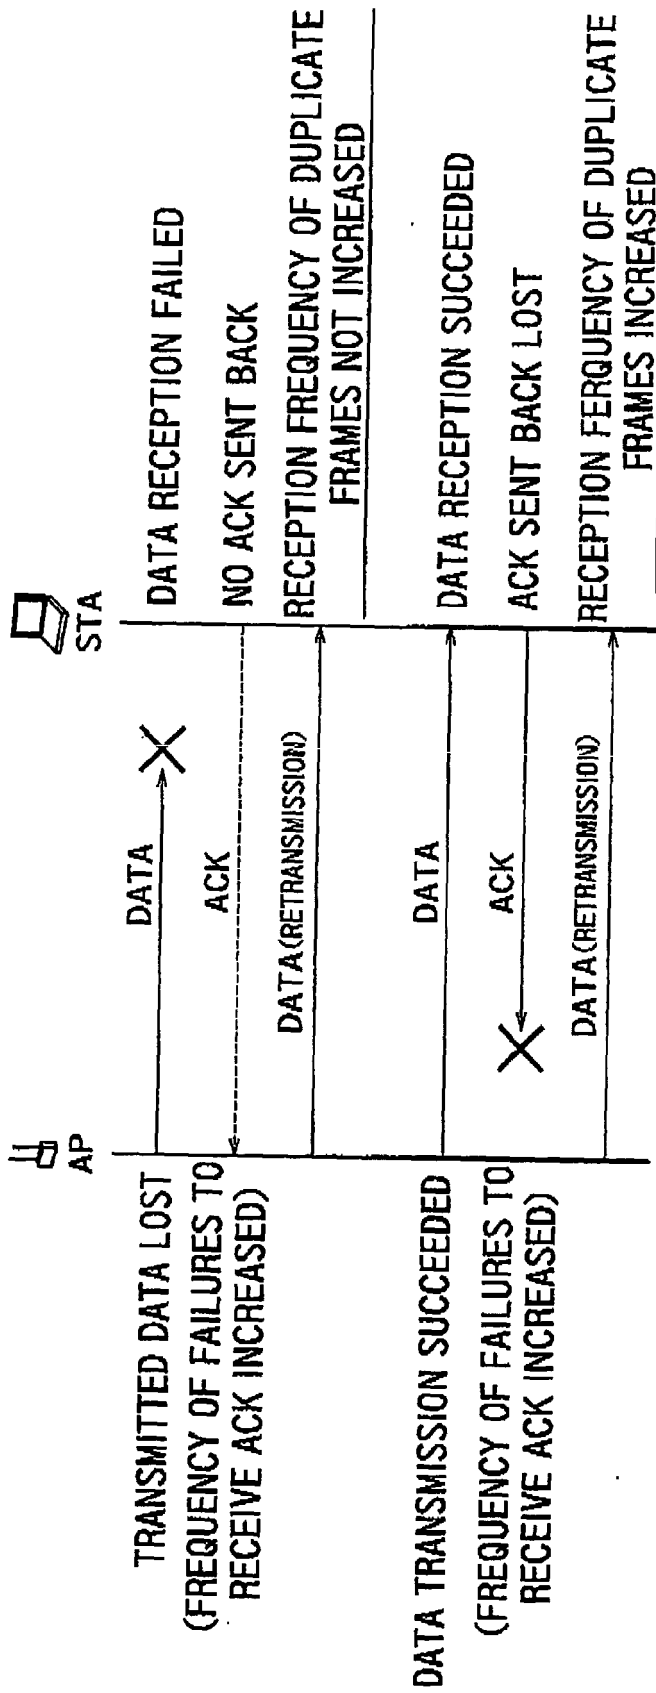 AP
STA
TRANSMITTED DATA LOST
(FREQUENCY OF FAILURES TO
RECEIVE ACK INCREASED)
DATA
ACK
DATA(RETRANSMISSION)
DATA RECEPTION FAILED
NO ACK SENT BACK
RECEPTION FREQUENCY OF DUPLICATE
FRAMES NOT INCREASED
DATA TRANSMISSION SUCCEEDED
(FREQUENCY OF FAILURES TO
RECEIVE ACK INCREASED)
DATA
ACK
DATA(RETRANSMISSION)
DATA RECEPTION SUCCEEDED
ACK SENT BACK LOST
RECEPTION FERQUENCY OF DUPLICATE
FRAMES INCREASED